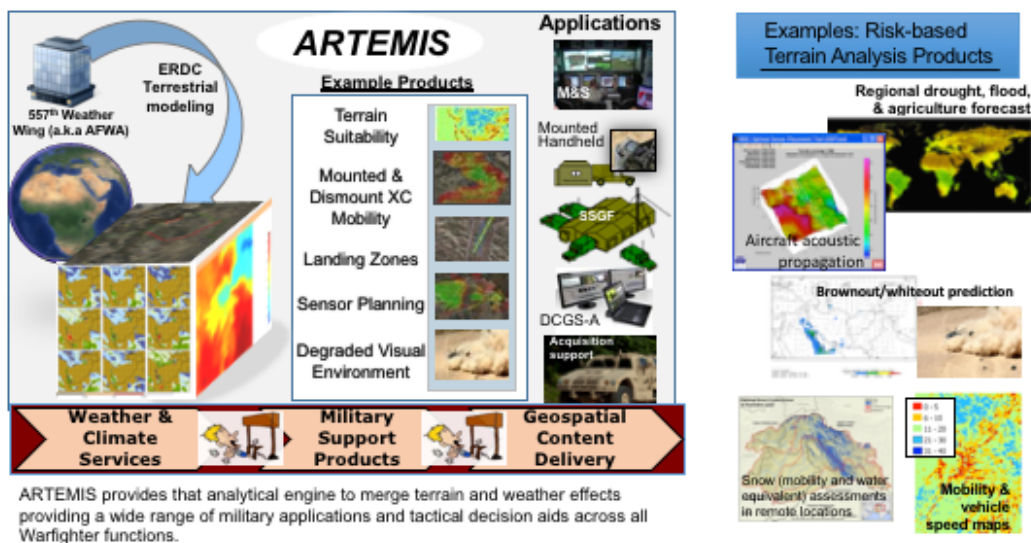 ARTEMIS
Applications
ERDC
Terrestrial
modeling
557th Weather
Wing (a.k.a AFWA)
Example Products
Terrain
Suitability
Mounted &
Dismount XC
Mobility
Landing Zones
Sensor Planning
Degraded Visual
Environment
M&S
Mounted
Handheld
SSGF
DCGS-A
Acquisition
support
Weather &
Climate
Services
Military
Support
Products
Geospatial
Content
Delivery
ARTEMIS provides that analytical engine to merge terrain and weather effects
providing a wide range of military applications and tactical decision aids across all
Warfighter functions.
Examples: Risk-based
Terrain Analysis Products
Regional drought, flood,
& agriculture forecast
Aircraft acoustic
propagation
Brownout/whiteout prediction
Snow (mobility and water
equivalent) assessments
in remote locations
0 - 5
6 - 10
11 - 20
21 - 30
31 - 40
Mobility &
vehicle
speed maps